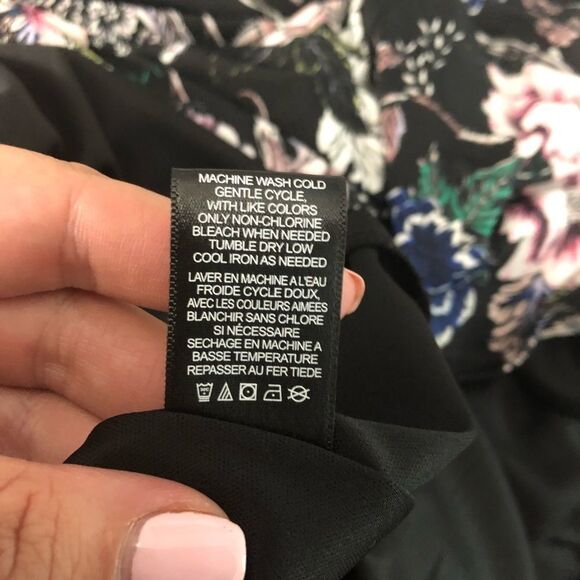 MACHINE WASH COLD
GENTLE CYCLE,
WITH LIKE COLORS
ONLY NON-CHLORINE
BLEACH WHEN NEEDED
TUMBLE DRY LOW
COOL IRON AS NEEDED
LAVER EN MACHINE A L'EAU
FROIDE CYCLE DOUX,
AVEC LES COULEURS AIMEES
BLANCHIR SANS CHLORE
SI NÉCESSAIRE
SECHAGE EN MACHINE A
BASSE TEMPERATURE
REPASSER AU FER TIEDE